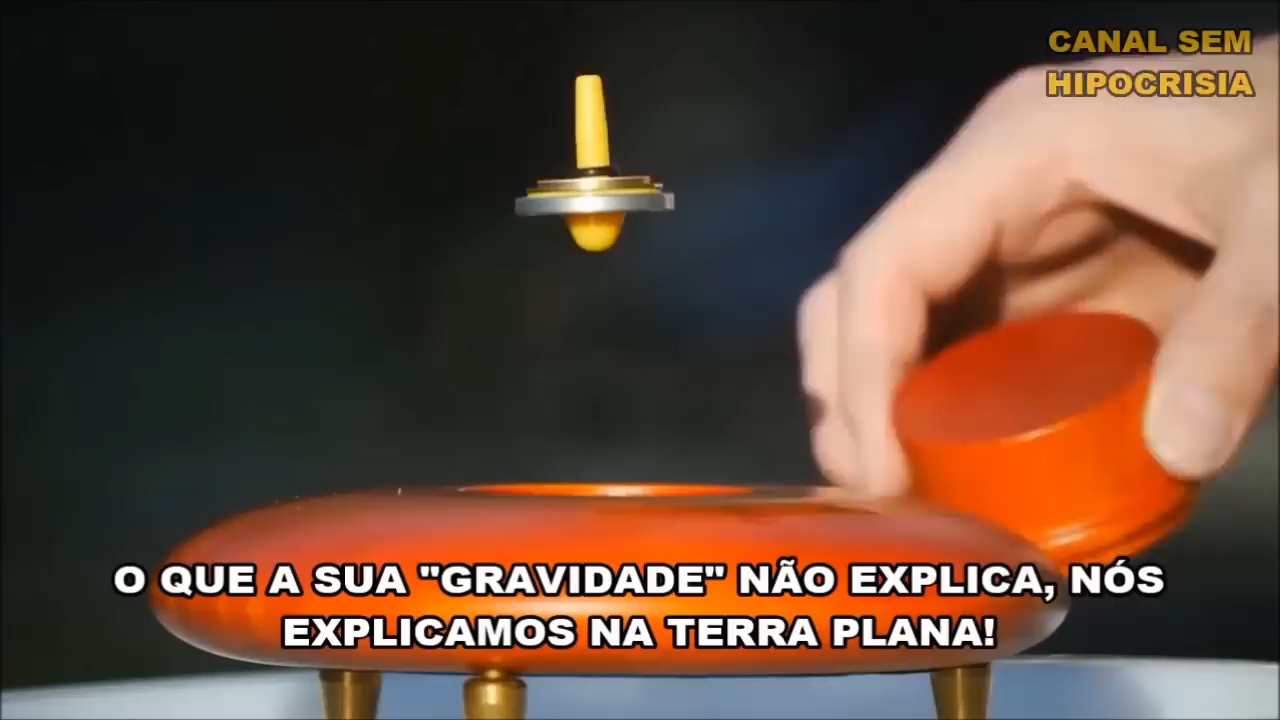 CANAL SEM
HIPOCRISIA
O QUE A SUA "GRAVIDADE" NÃO EXPLICA, NÓS
EXPLICAMOS NA TERRA PLANA!